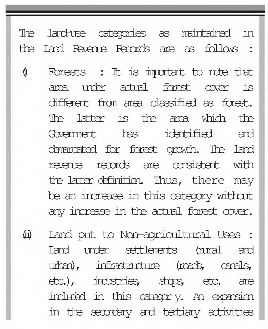 The land-use categories as maintained in
the Land Revenue Records are as follows :
(i) Forests : It is important to note that
area under actual forest cover is
different from area classified as forest.
The latter is the area which the
Government has identified and
demarcated for forest growth. The land
revenue records are consistent with
the latter definition. Thus, there may
be an increase in this category without
any increase in the actual forest cover.
(ii) Land put to Non-agricultural Uses :
Land under settlements (rural and
urban), infrastructure (roads, canals,
etc.), industries, shops, etc. are
included in this category. An expansion
in the secondary and tertiary activities